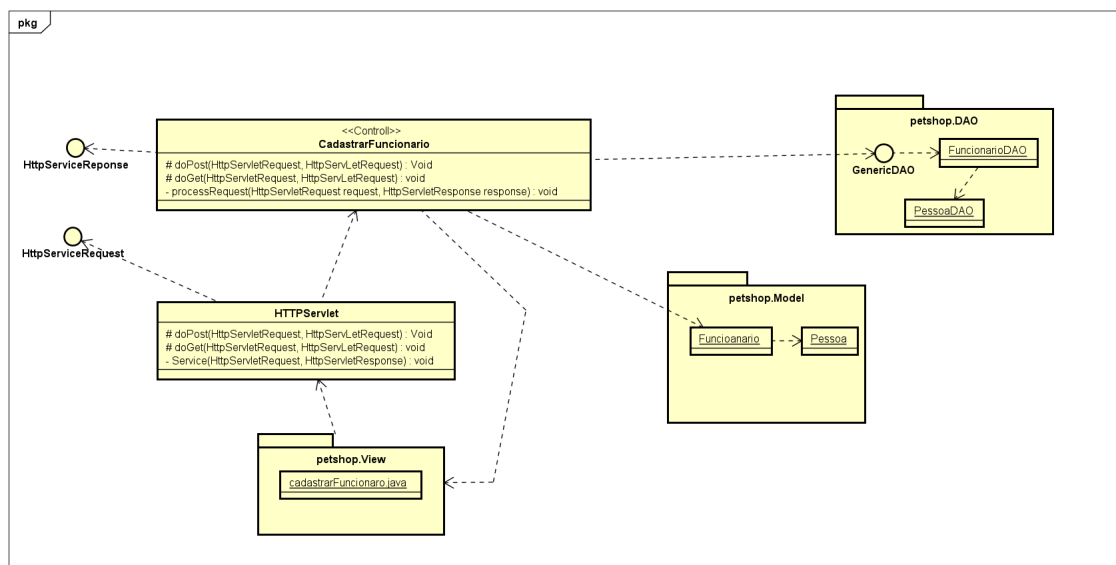 pkg
<<Controll>>
CadastrarFuncionario
# doPost(HttpServletRequest, HttpServLetRequest) : Void
# doGet(HttpServletRequest, HttpServLetRequest) : void
- processRequest(HttpServletRequest request, HttpServletResponse response) : void
HttpServiceReponse
HttpServiceRequest
petshop.DAO
FuncionarioDAO
GenericDAO
PessoaDAO
HTTPServlet
# doPost(HttpServletRequest, HttpServLetRequest) : Void
# doGet(HttpServletRequest, HttpServLetRequest) : void
- Service(HttpServletRequest, HttpServletResponse) : void
petshop.Model
Funcioanario
Pessoa
petshop.View
cadastrarFuncionaro.java